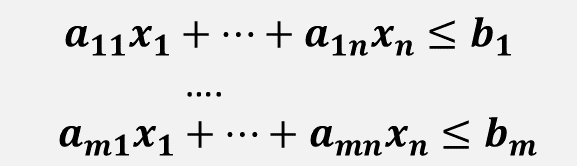 a₁₁x₁ + ⋯ + a₁ₙxₙ ≤ b₁
....
aₘ₁x₁ + ⋯ + aₘₙxₙ ≤ bₘ